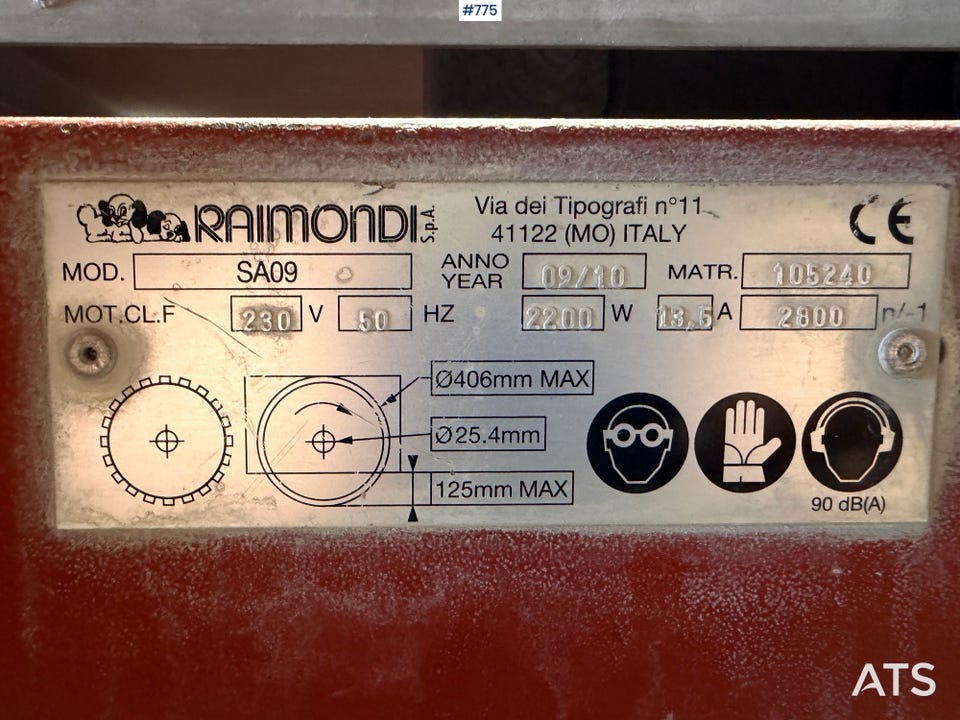 #775
RAIMONDI S.p.A.
Via dei Tipografi n°11
41122 (MO) ITALY
CE
MOD. SA09 ANNO YEAR 09/10 MATR. 105240
MOT.CL.F 230 V 50 HZ 2200 W 13,5 A 2800 n/-1
Ø406mm MAX
Ø25.4mm
125mm MAX
90 dB(A)
ATS